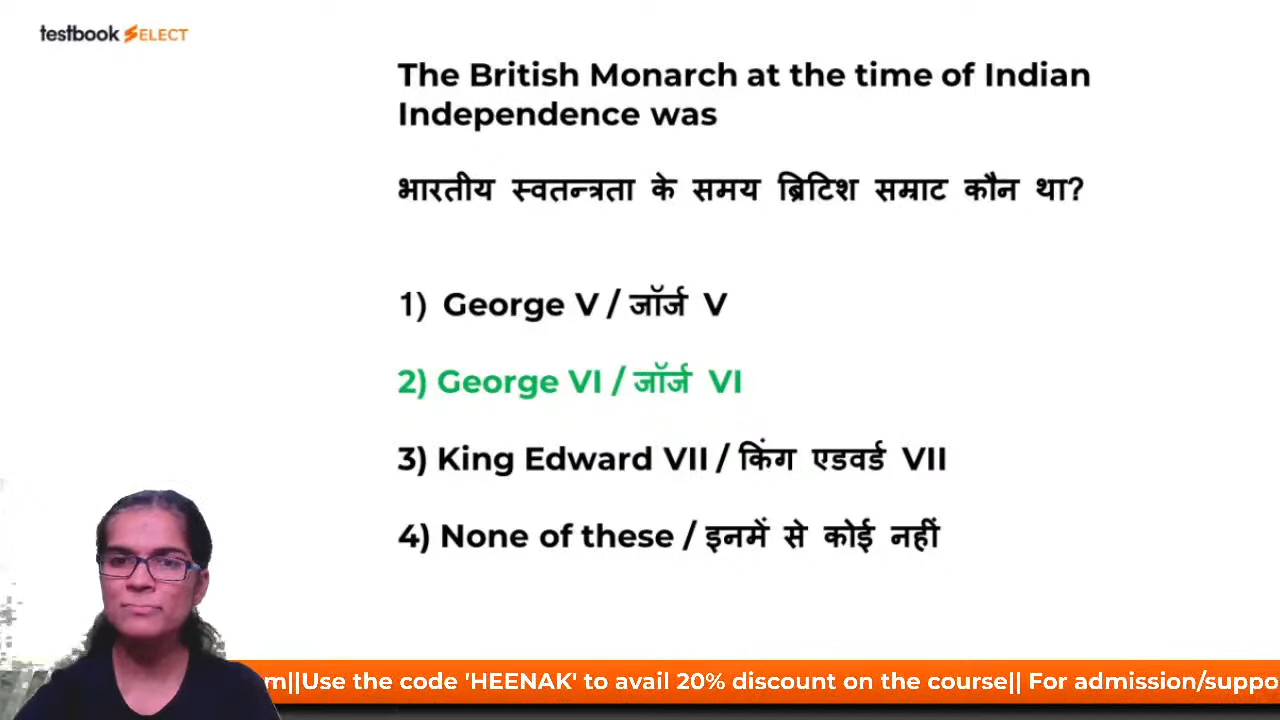 testbook SELECT
The British Monarch at the time of Indian
Independence was
भारतीय स्वतन्त्रता के समय ब्रिटिश सम्राट कौन था?
1) George V / जॉर्ज V
2) George VI / जॉर्ज VI
3) King Edward VII / किंग एडवर्ड VII
4) None of these / इनमें से कोई नहीं
m||Use the code 'HEENAK' to avail 20% discount on the course|| For admission/suppo